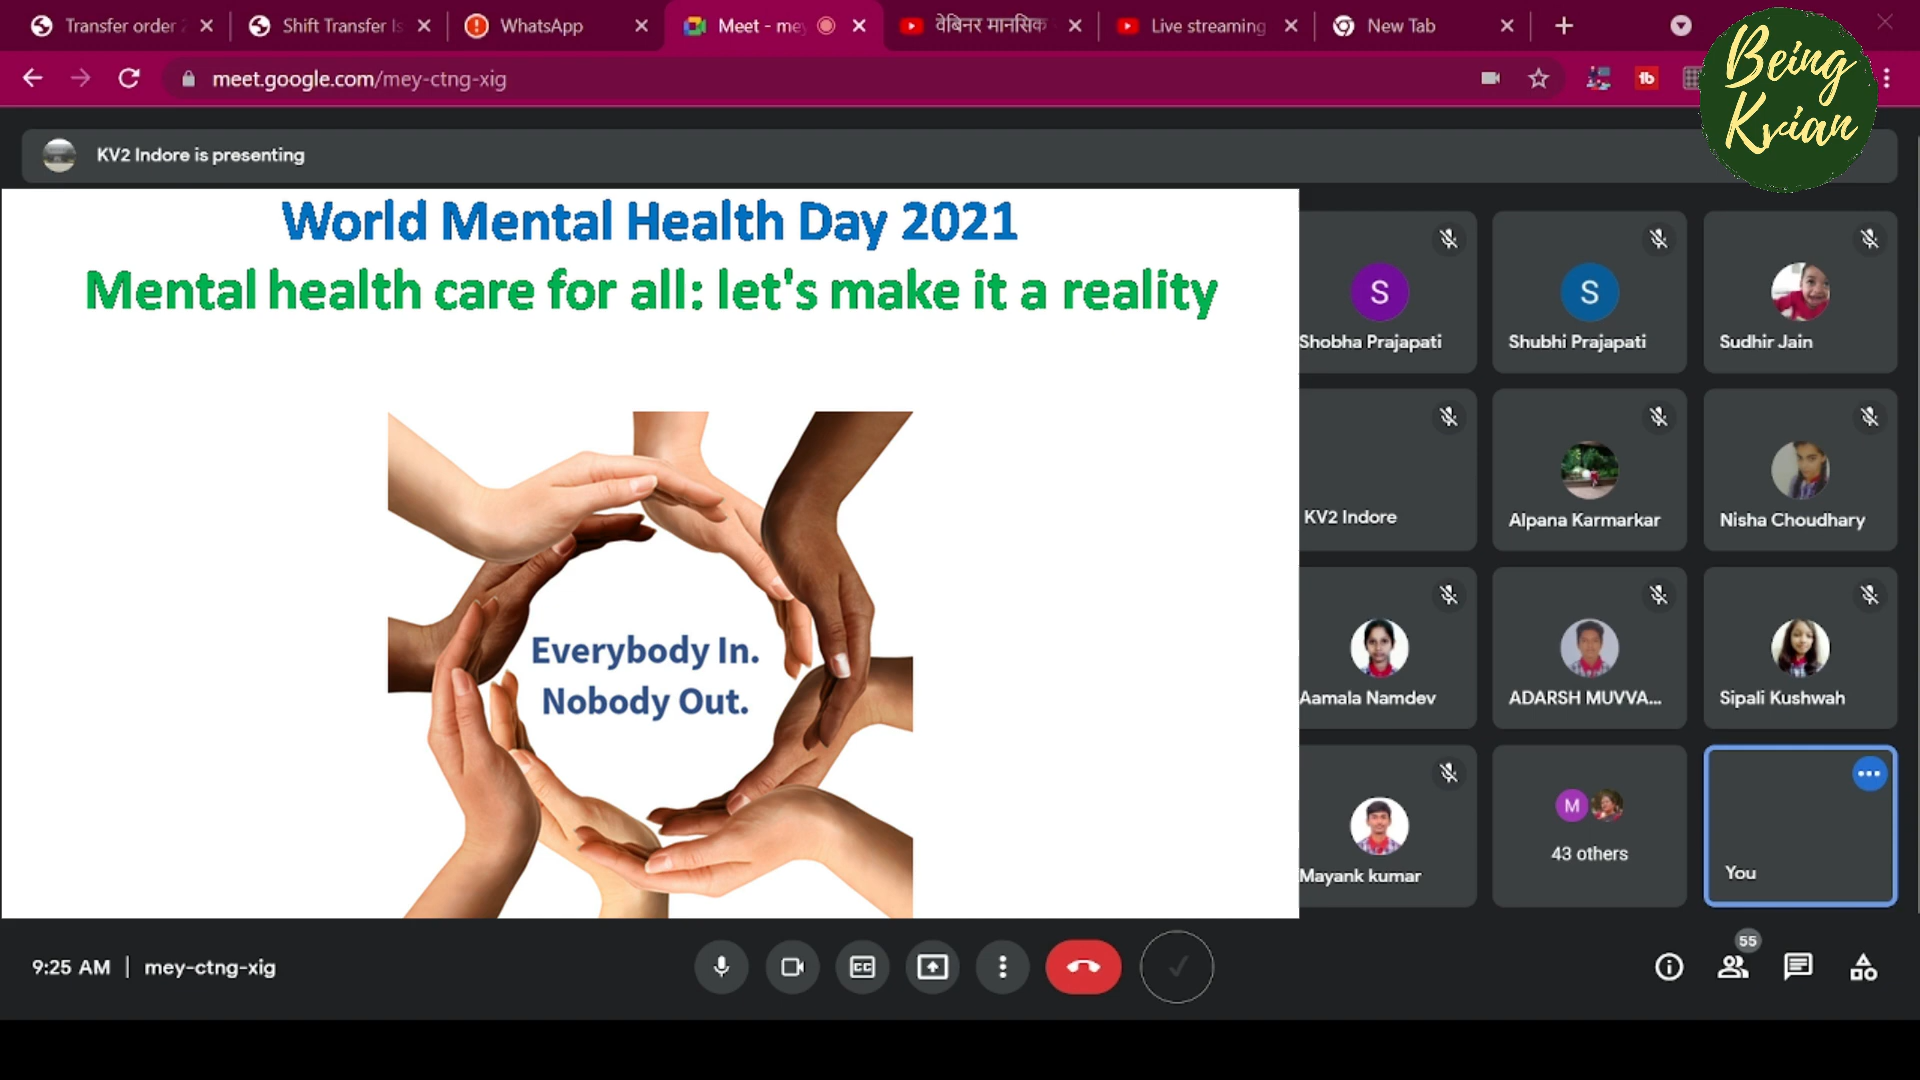 Transfer order
Shift Transfer Is
WhatsApp
Meet - mey
वेबिनर मानसिक
Live streaming
New Tab
meet.google.com/mey-ctng-xig
Being
Kvian
KV2 Indore is presenting
World Mental Health Day 2021
Mental health care for all: let's make it a reality
Everybody In.
Nobody Out.
S
Shobha Prajapati
S
Shubhi Prajapati
Sudhir Jain
KV2 Indore
Alpana Karmarkar
Nisha Choudhary
Aamala Namdev
ADARSH MUVVA...
Sipali Kushwah
Mayank kumar
M
43 others
You
9:25 AM | mey-ctng-xig
CC
55